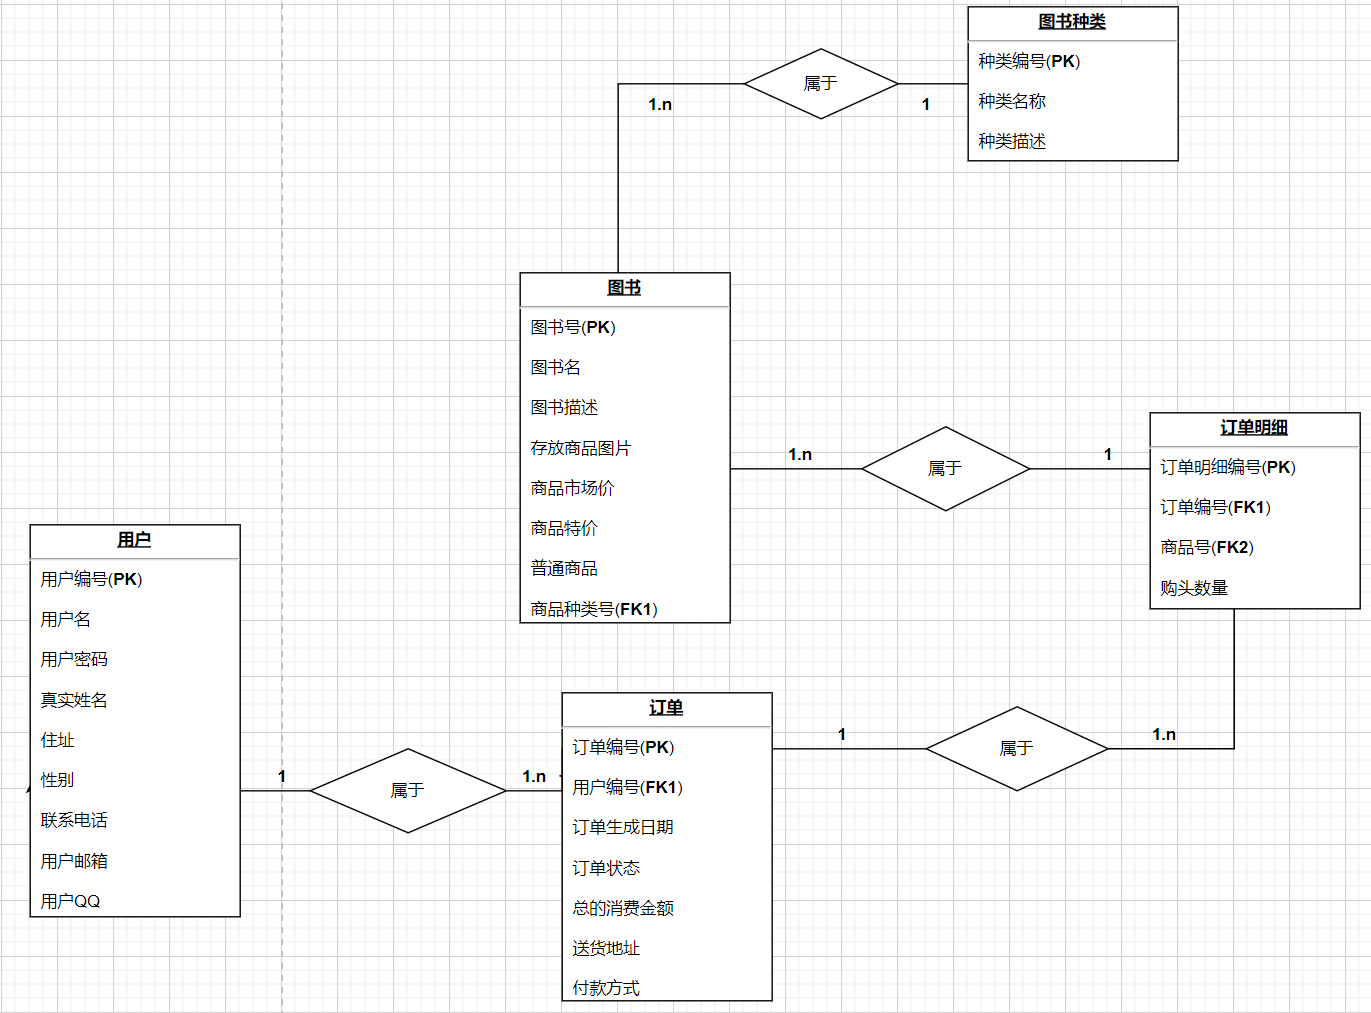 图书种类
种类编号(PK)
种类名称
种类描述
属于
1.n
1
图书
图书号(PK)
图书名
图书描述
存放商品图片
商品市场价
商品特价
普通商品
商品种类号(FK1)
1.n
属于
1
订单明细
订单明细编号(PK)
订单编号(FK1)
商品号(FK2)
购头数量
用户
用户编号(PK)
用户名
用户密码
真实姓名
住址
性别
联系电话
用户邮箱
用户QQ
1
属于
1.n
订单
订单编号(PK)
用户编号(FK1)
订单生成日期
订单状态
总的消费金额
送货地址
付款方式
1
属于
1.n